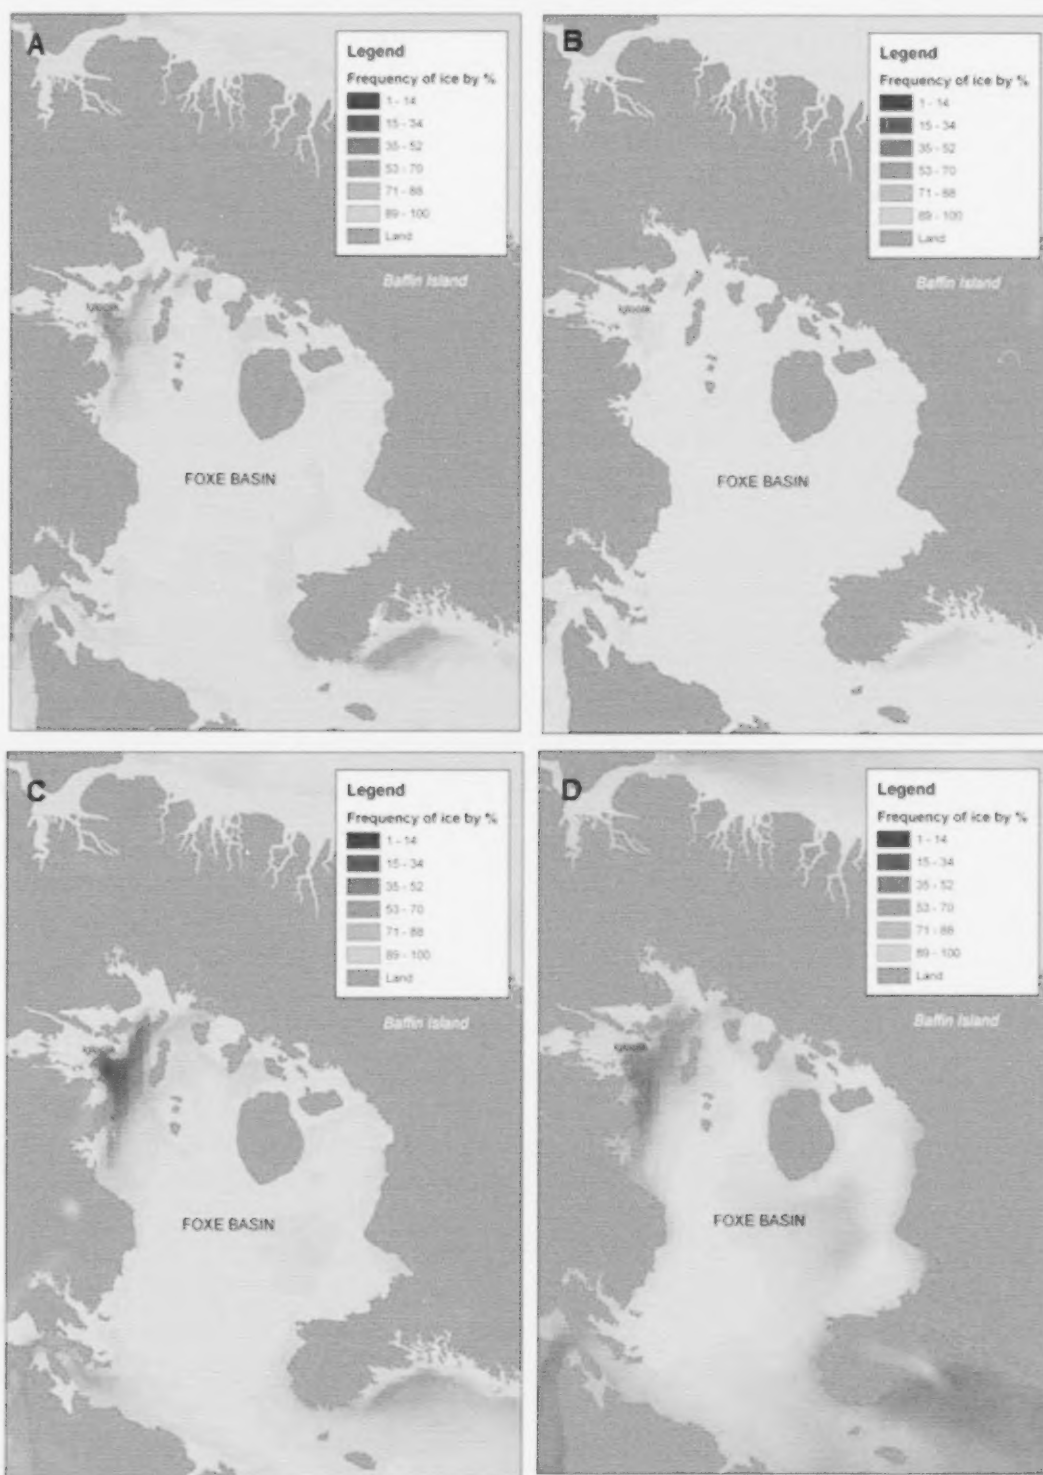 A
Legend
Frequency of ice by %
1 - 14
15 - 34
35 - 52
53 - 70
71 - 88
89 - 100
Land
Baffin Island
Igloolik
FOXE BASIN
B
Legend
Frequency of ice by %
1 - 14
15 - 34
35 - 52
53 - 70
71 - 88
89 - 100
Land
Baffin Island
Igloolik
FOXE BASIN
C
Legend
Frequency of ice by %
1 - 14
15 - 34
35 - 52
53 - 70
71 - 88
89 - 100
Land
Baffin Island
Igloolik
FOXE BASIN
D
Legend
Frequency of ice by %
1 - 14
15 - 34
35 - 52
53 - 70
71 - 88
89 - 100
Land
Baffin Island
Igloolik
FOXE BASIN